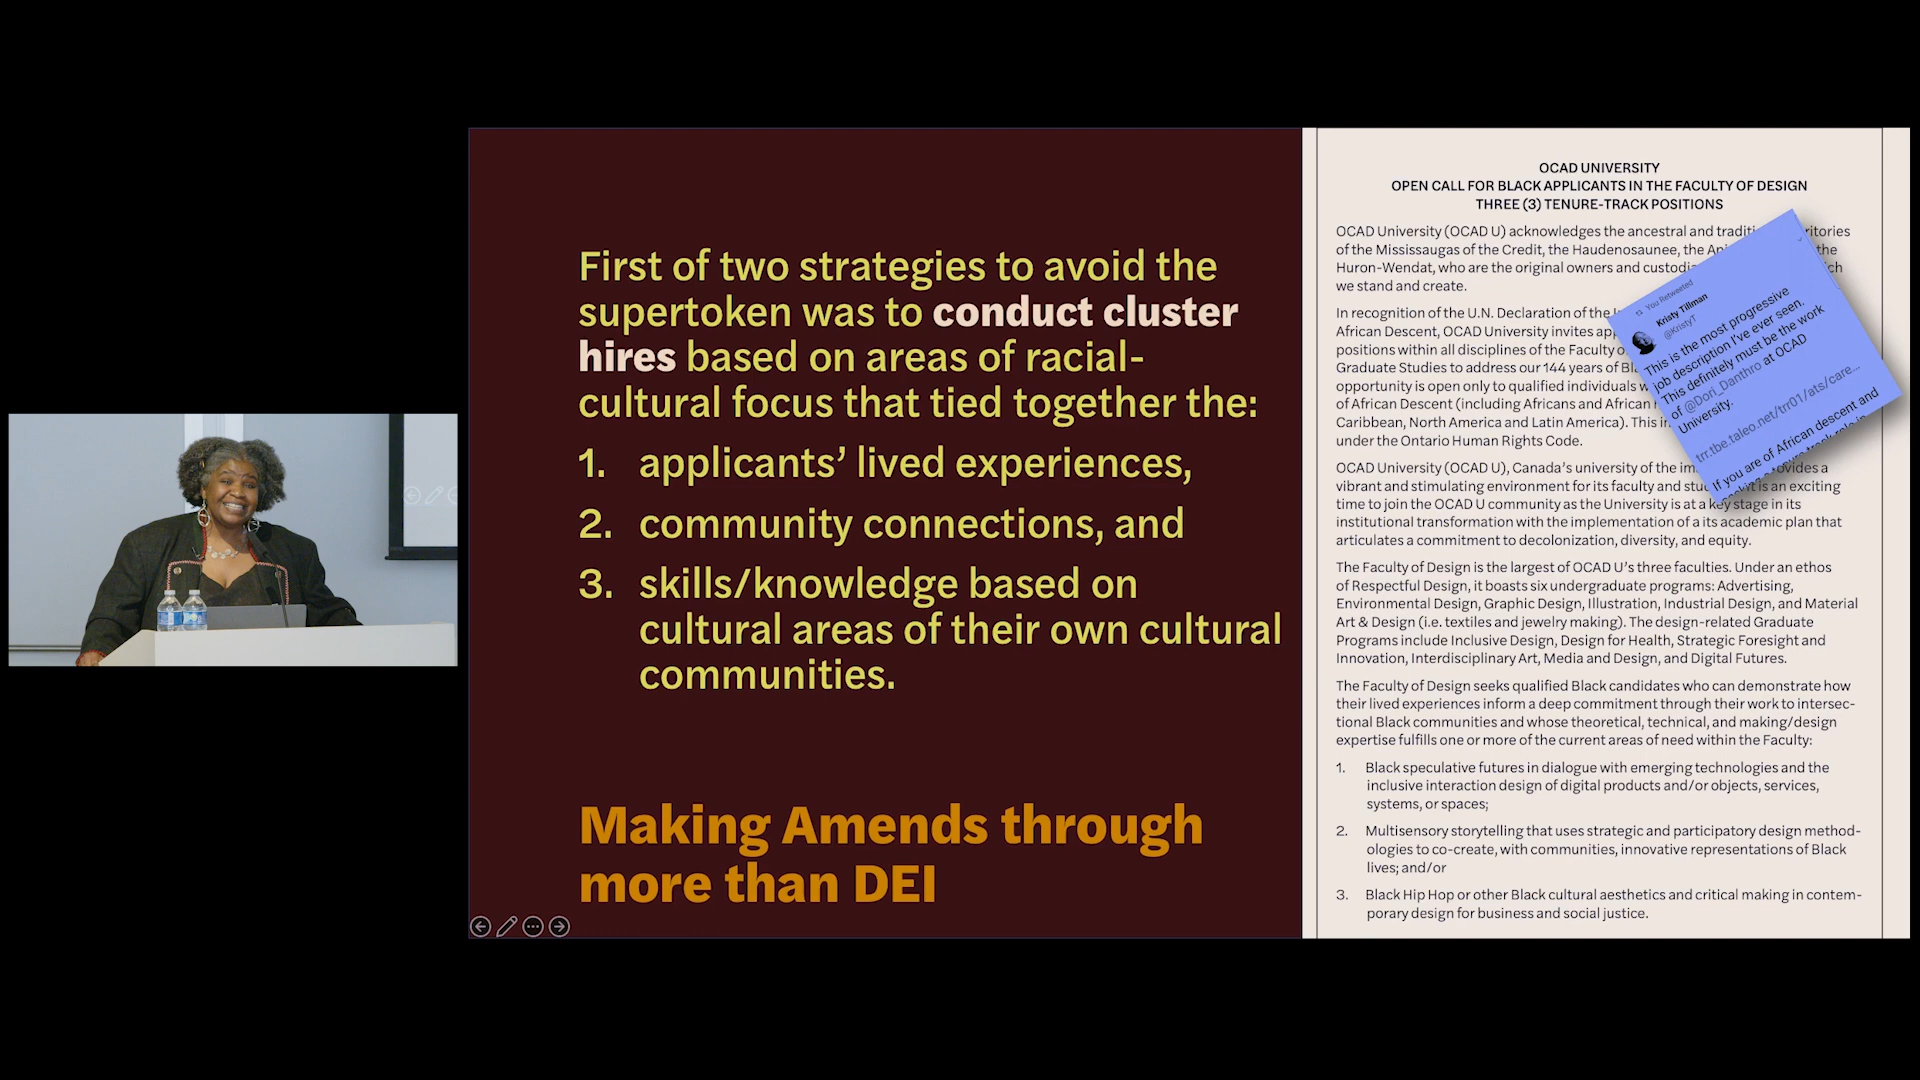 First of two strategies to avoid the
supertoken was to conduct cluster
hires based on areas of racial-
cultural focus that tied together the:
1. applicants’ lived experiences,
2. community connections, and
3. skills/knowledge based on
cultural areas of their own cultural
communities.
Making Amends through
more than DEI
OCAD UNIVERSITY
OPEN CALL FOR BLACK APPLICANTS IN THE FACULTY OF DESIGN
THREE (3) TENURE-TRACK POSITIONS
OCAD University (OCAD U) acknowledges the ancestral and
of the Mississaugas of the Credit, the Haudenosaunee, the
Huron-Wendat, who are the original owners and
we stand and create.
In recognition of the U.N. Declaration of the
African Descent, OCAD University invites
positions within all disciplines of the Faculty
Graduate Studies to address our 144 years of
opportunity is open only to qualified individuals
of African Descent (including Africans and African
Caribbean, North America and Latin America). This
under the Ontario Human Rights Code.
OCAD University (OCAD U), Canada’s university of the a
vibrant and stimulating environment for its faculty and is an exciting
time to join the OCAD U community as the University is at a key stage in its
institutional transformation with the implementation of a its academic plan that
articulates a commitment to decolonization, diversity, and equity.
The Faculty of Design is the largest of OCAD U’s three faculties. Under an ethos
of Respectful Design, it boasts six undergraduate programs: Advertising,
Environmental Design, Graphic Design, Illustration, Industrial Design, and Material
Art & Design (i.e. textiles and jewelry making). The design-related Graduate
Programs include Inclusive Design, Design for Health, Strategic Foresight and
Innovation, Interdisciplinary Art, Media and Design, and Digital Futures.
The Faculty of Design seeks qualified Black candidates who can demonstrate how
their lived experiences inform a deep commitment through their work to intersec-
tional Black communities and whose theoretical, technical, and making/design
expertise fulfills one or more of the current areas of need within the Faculty:
1. Black speculative futures in dialogue with emerging technologies and the
inclusive interaction design of digital products and/or objects, services,
systems, or spaces;
2. Multisensory storytelling that uses strategic and participatory design method-
ologies to co-create, with communities, innovative representations of Black
lives; and/or
3. Black Hip Hop or other Black cultural aesthetics and critical making in contem-
porary design for business and social justice.
You Retweeted
Kristy Tillman
@KristyT
This is the most progressive
job description I've ever seen.
This definitely must be the work
of @Dori_Danthro at OCAD
University.
trr.tbe.taleo.net/trr01/ats/care...
If you are of African descent and